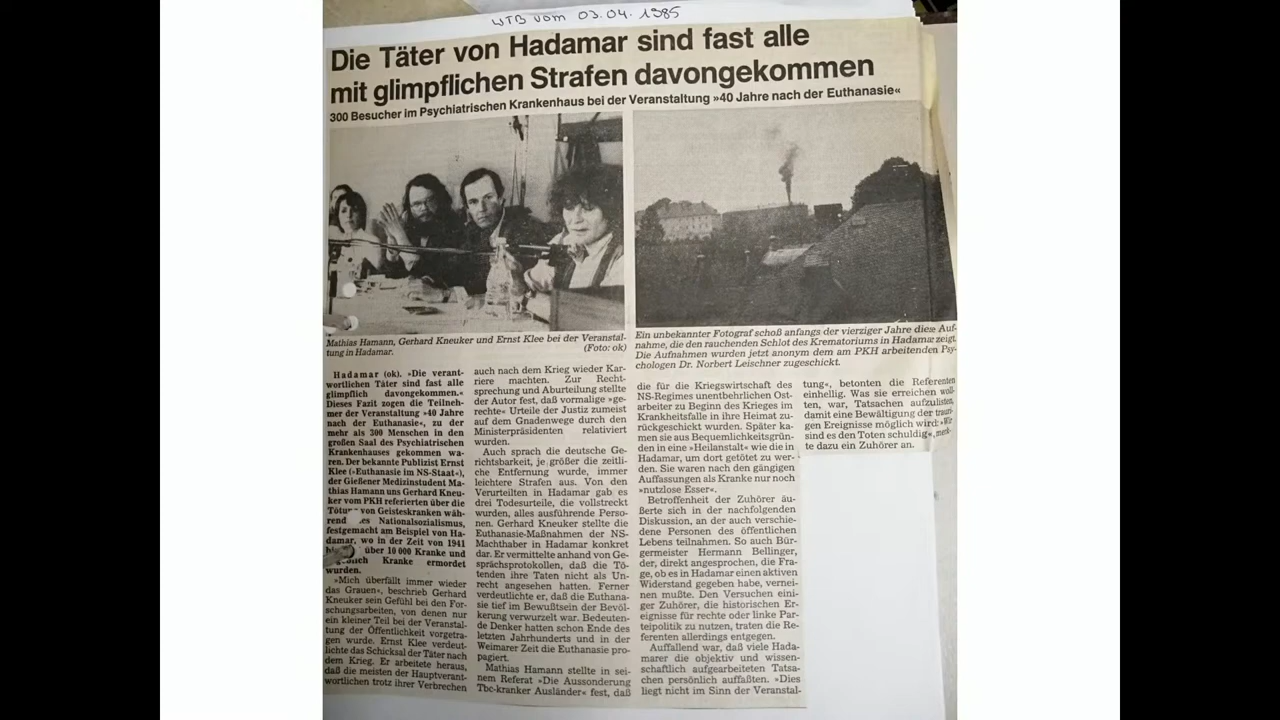 WTB vom 03.04.1985
Die Täter von Hadamar sind fast alle
mit glimpflichen Strafen davongekommen
300 Besucher im Psychiatrischen Krankenhaus bei der Veranstaltung »40 Jahre nach der Euthanasie«
Mathias Hamann, Gerhard Kneuker und Ernst Klee bei der Veranstal-
tung in Hadamar. (Foto: ok)
Ein unbekannter Fotograf schoß anfangs der vierziger Jahre diese Auf-
nahme, die den rauchenden Schlot des Krematoriums in Hadamar zeigt.
Die Aufnahmen wurden jetzt anonym dem am PKH arbeitenden Psy-
chologen Dr. Norbert Leischner zugeschickt.
Hadamar (ok). »Die verant-
wortlichen Täter sind fast alle
glimpflich davongekommen.«
Dieses Fazit zogen die Teilneh-
mer der Veranstaltung »40 Jahre
nach der Euthanasie«, zu der
mehr als 300 Menschen in den
großen Saal des Psychiatrischen
Krankenhauses gekommen wa-
ren. Der bekannte Publizist Ernst
Klee (»Euthanasie im NS-Staat«),
der Gießener Medizinstudent Ma-
thias Hamann uns Gerhard Kneu-
ker vom PKH referierten über die
von Geisteskranken wäh-
rend Nationalsozialismus,
festgemacht am Beispiel von Ha-
damar, wo in der Zeit von 1941
über 10 000 Kranke und
Kranke ermordet
wurden.
»Mich überfällt immer wieder
das Grauen«, beschrieb Gerhard
Kneuker sein Gefühl bei den For-
schungsarbeiten, von denen nur
ein kleiner Teil bei der Veranstal-
tung der Öffentlichkeit vorgetra-
gen wurde. Ernst Klee verdeut-
lichte das Schicksal der Täter nach
dem Krieg. Er arbeitete heraus,
daß die meisten der Hauptverant-
wortlichen trotz ihrer Verbrechen
auch nach dem Krieg wieder Kar-
riere machten. Zur Recht-
sprechung und Aburteilung stellte
der Autor fest, daß vormalige »ge-
rechte« Urteile der Justiz zumeist
auf dem Gnadenwege durch den
Ministerpräsidenten relativiert
wurden.
Auch sprach die deutsche Ge-
richtsbarkeit, je größer die zeitli-
che Entfernung wurde, immer
leichtere Strafen aus. Von den
Verurteilten in Hadamar gab es
drei Todesurteile, die vollstreckt
wurden, alles ausführende Perso-
nen. Gerhard Kneuker stellte die
Euthanasie-Maßnahmen der NS-
Machthaber in Hadamar konkret
dar. Er vermittelte anhand von Ge-
sprächsprotokollen, daß die Tö-
tenden ihre Taten nicht als Un-
recht angesehen hatten. Ferner
verdeutlichte er, daß die Euthana-
sie tief im Bewußtsein der Bevöl-
kerung verwurzelt war. Bedeuten-
de Denker hatten schon Ende des
letzten Jahrhunderts und in der
Weimarer Zeit die Euthanasie pro-
pagiert.
Mathias Hamann stellte in sei-
nem Referat »Die Aussonderung
Tbc-kranker Ausländer« fest, daß
die für die Kriegswirtschaft des
NS-Regimes unentbehrlichen Ost-
arbeiter zu Beginn des Krieges im
Krankheitsfalle in ihre Heimat zu-
rückgeschickt wurden. Später ka-
men sie aus Bequemlichkeitsgrün-
den in eine »Heilanstalt« wie die in
Hadamar, um dort getötet zu wer-
den. Sie waren nach den gängigen
Auffassungen als Kranke nur noch
»nutzlose Esser«.
Betroffenheit der Zuhörer äu-
ßerte sich in der nachfolgenden
Diskussion, an der auch verschie-
dene Personen des öffentlichen
Lebens teilnahmen. So auch Bür-
germeister Hermann Bellinger,
der, direkt angesprochen, die Fra-
ge, ob es in Hadamar einen aktiven
Widerstand gegeben habe, vernei-
nen mußte. Den Versuchen eini-
ger Zuhörer, die historischen Er-
eignisse für rechte oder linke Par-
teipolitik zu nutzen, traten die Re-
ferenten allerdings entgegen.
Auffallend war, daß viele Hada-
marer die objektiv und wissen-
schaftlich aufgearbeiteten Tatsa-
chen persönlich auffaßten. »Dies
liegt nicht im Sinn der Veranstal-
tung«, betonten die Referenten
einhellig. Was sie erreichen woll-
ten, war, Tatsachen aufzulisten,
damit eine Bewältigung der trauri-
gen Ereignisse möglich wird: »Wir
sind es den Toten schuldig«, merk-
te dazu ein Zuhörer an.